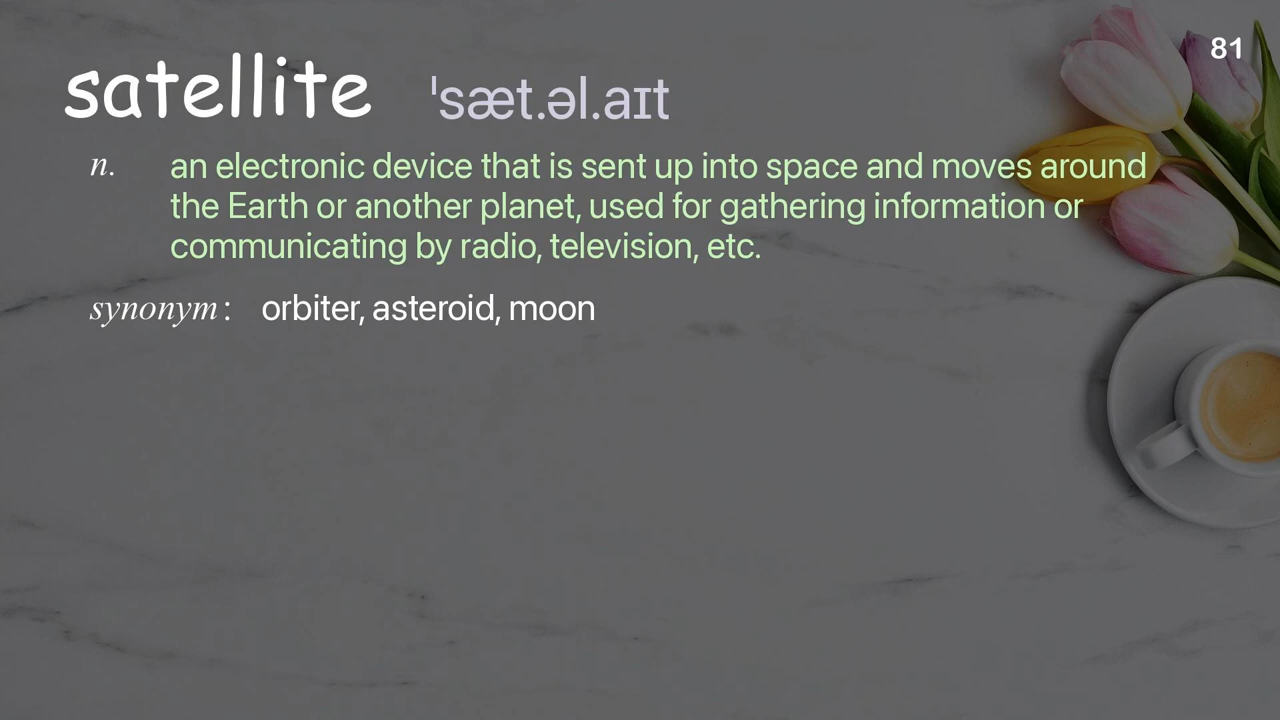 81
satellite ˈsæt.əl.aɪt
n. an electronic device that is sent up into space and moves around
the Earth or another planet, used for gathering information or
communicating by radio, television, etc.
synonym: orbiter, asteroid, moon